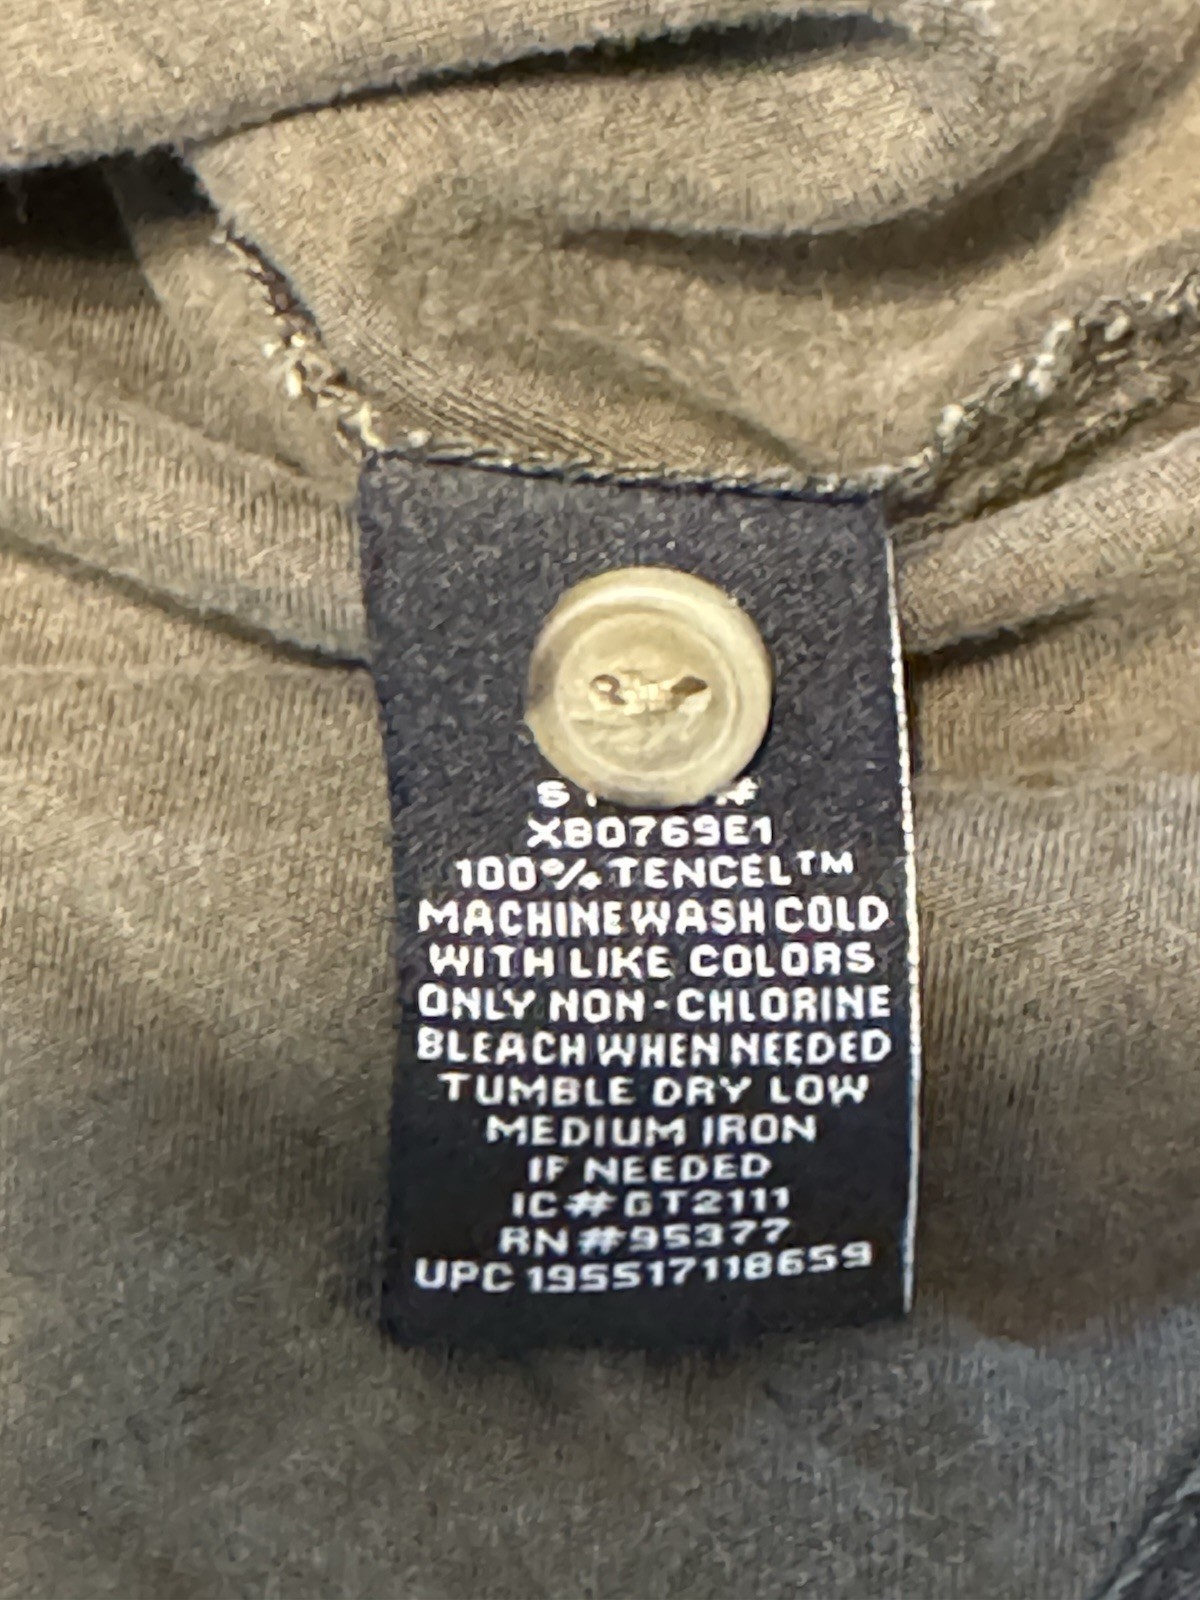 X80769E1
100% TENCEL™
MACHINE WASH COLD
WITH LIKE COLORS
ONLY NON-CHLORINE
BLEACH WHEN NEEDED
TUMBLE DRY LOW
MEDIUM IRON
IF NEEDED
IC# GT2111
RN #95377
UPC 195517118659